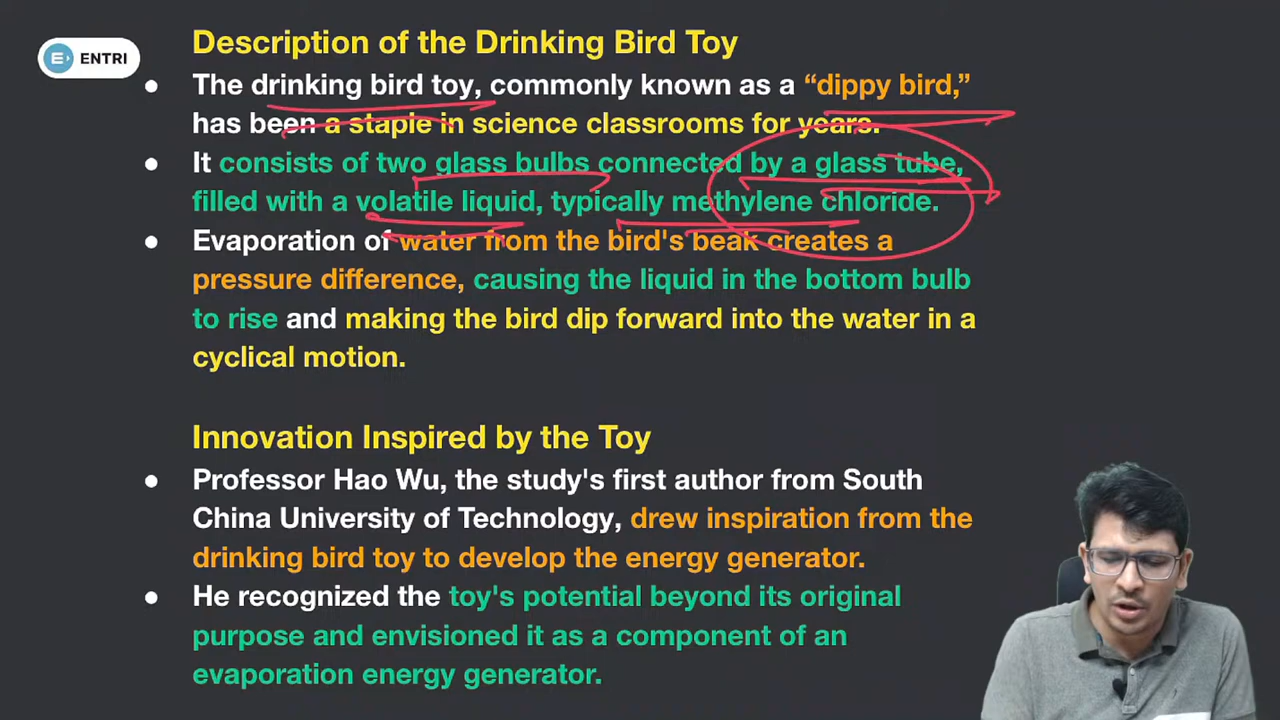 ENTRI
Description of the Drinking Bird Toy
● The drinking bird toy, commonly known as a “dippy bird,”
has been a staple in science classrooms for years.
● It consists of two glass bulbs connected by a glass tube,
filled with a volatile liquid, typically methylene chloride.
● Evaporation of water from the bird's beak creates a
pressure difference, causing the liquid in the bottom bulb
to rise and making the bird dip forward into the water in a
cyclical motion.
Innovation Inspired by the Toy
● Professor Hao Wu, the study's first author from South
China University of Technology, drew inspiration from the
drinking bird toy to develop the energy generator.
● He recognized the toy's potential beyond its original
purpose and envisioned it as a component of an
evaporation energy generator.